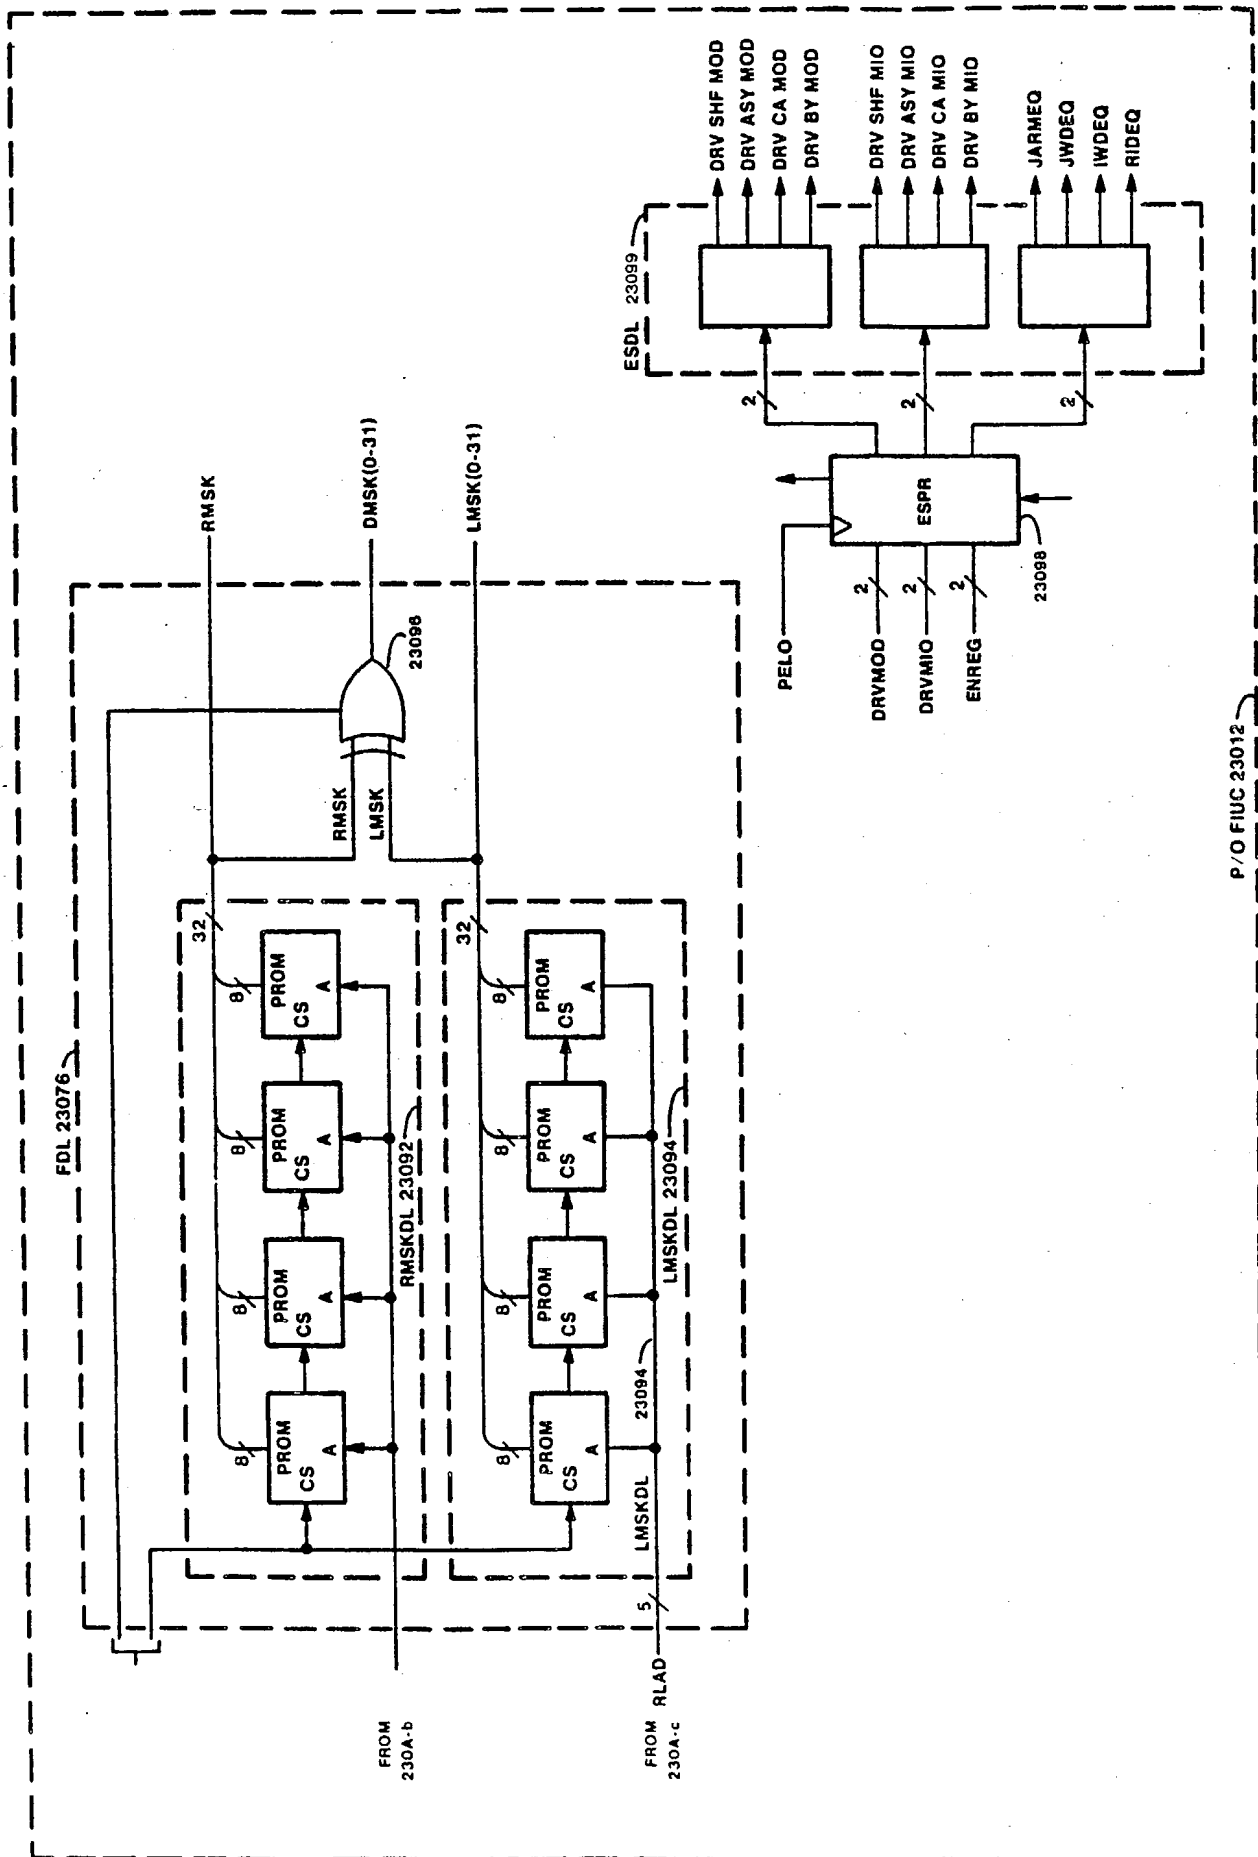 FDL 23076
RMSK
DMSK(0-31)
LMSK(0-31)
23096
RMSK
LMSK
32
8
PROM
CS
A
8
PROM
CS
A
8
PROM
CS
A
8
PROM
CS
A
RMSKDL 23092
32
8
PROM
CS
A
8
PROM
CS
A
8
PROM
CS
A
8
PROM
CS
A
LMSKDL 23094
23094
LMSKDL
5
RLAD
FROM
230A-b
FROM
230A-c
PELO
DRVMOD
DRVMIO
ENREG
2
2
2
ESPR
23098
2
2
2
ESDL 23099
DRV SHF MOD
DRV ASY MOD
DRV CA MOD
DRV BY MOD
DRV SHF MIO
DRV ASY MIO
DRV CA MIO
DRV BY MIO
JARMEQ
JWDEQ
IWDEQ
RIDEQ
P/O FIUC 23012